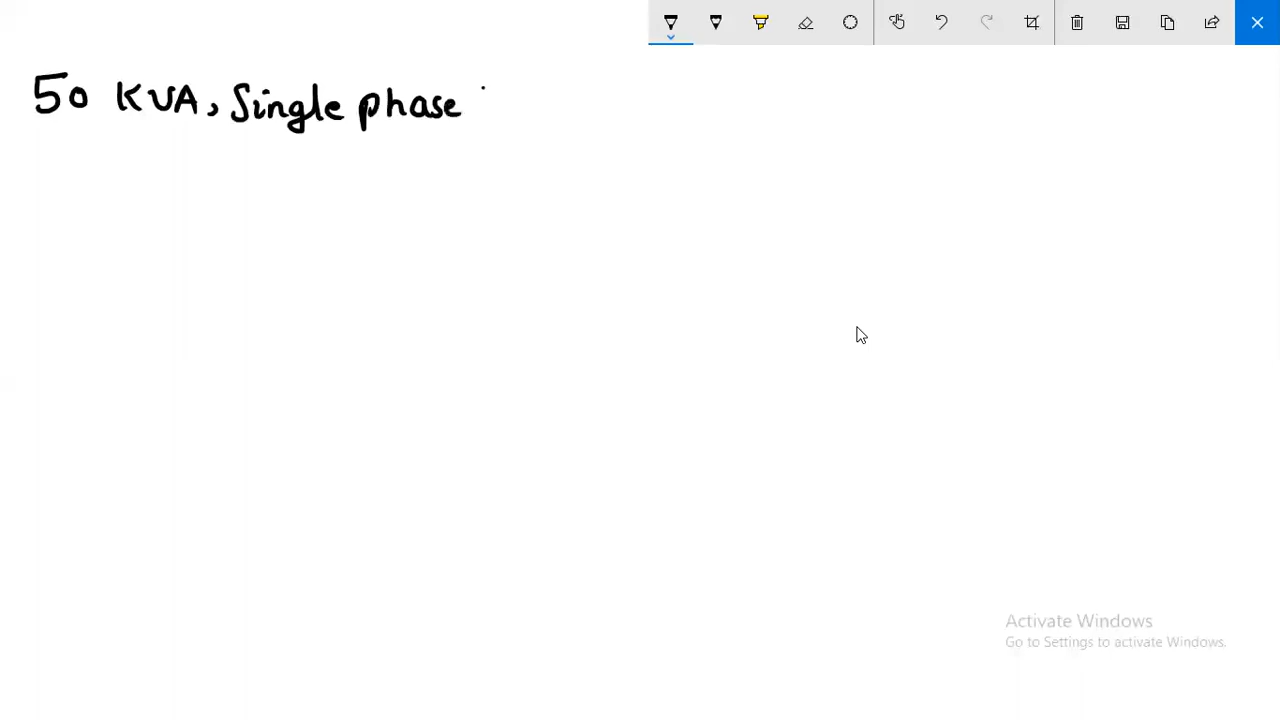 50 KVA, Single phase
Activate Windows
Go to Settings to activate Windows.